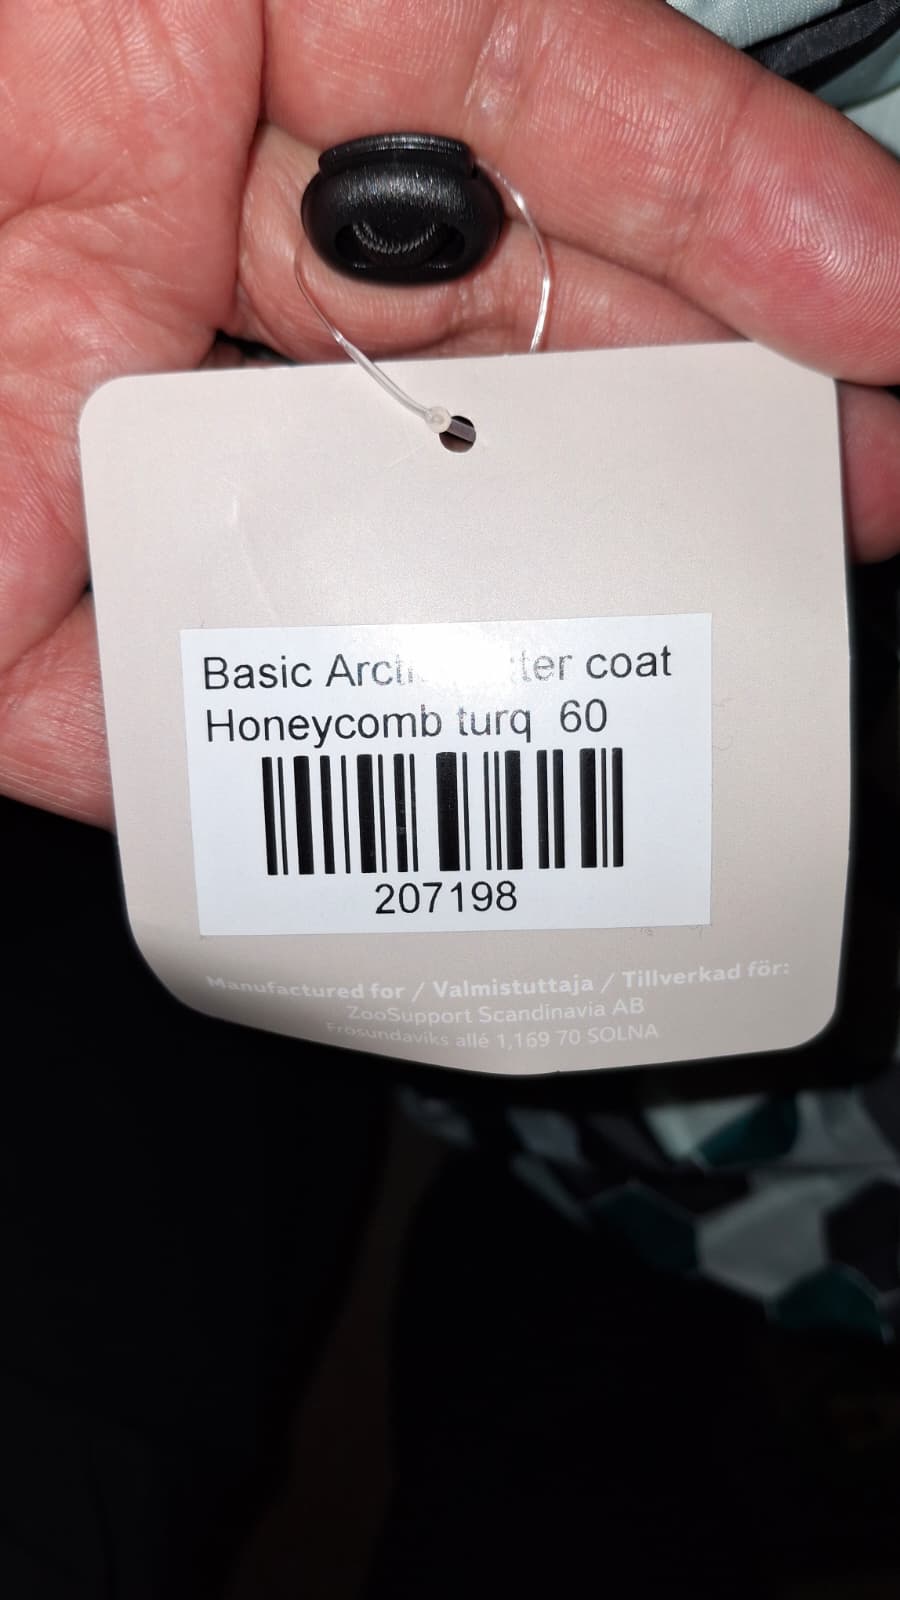 Basic coat
Honeycomb turq 60
207198
Manufactured for / Valmistuttaja / Tillverkad för:
ZooSupport Scandinavia AB
Frösundaviks allé 1,169 70 SOLNA